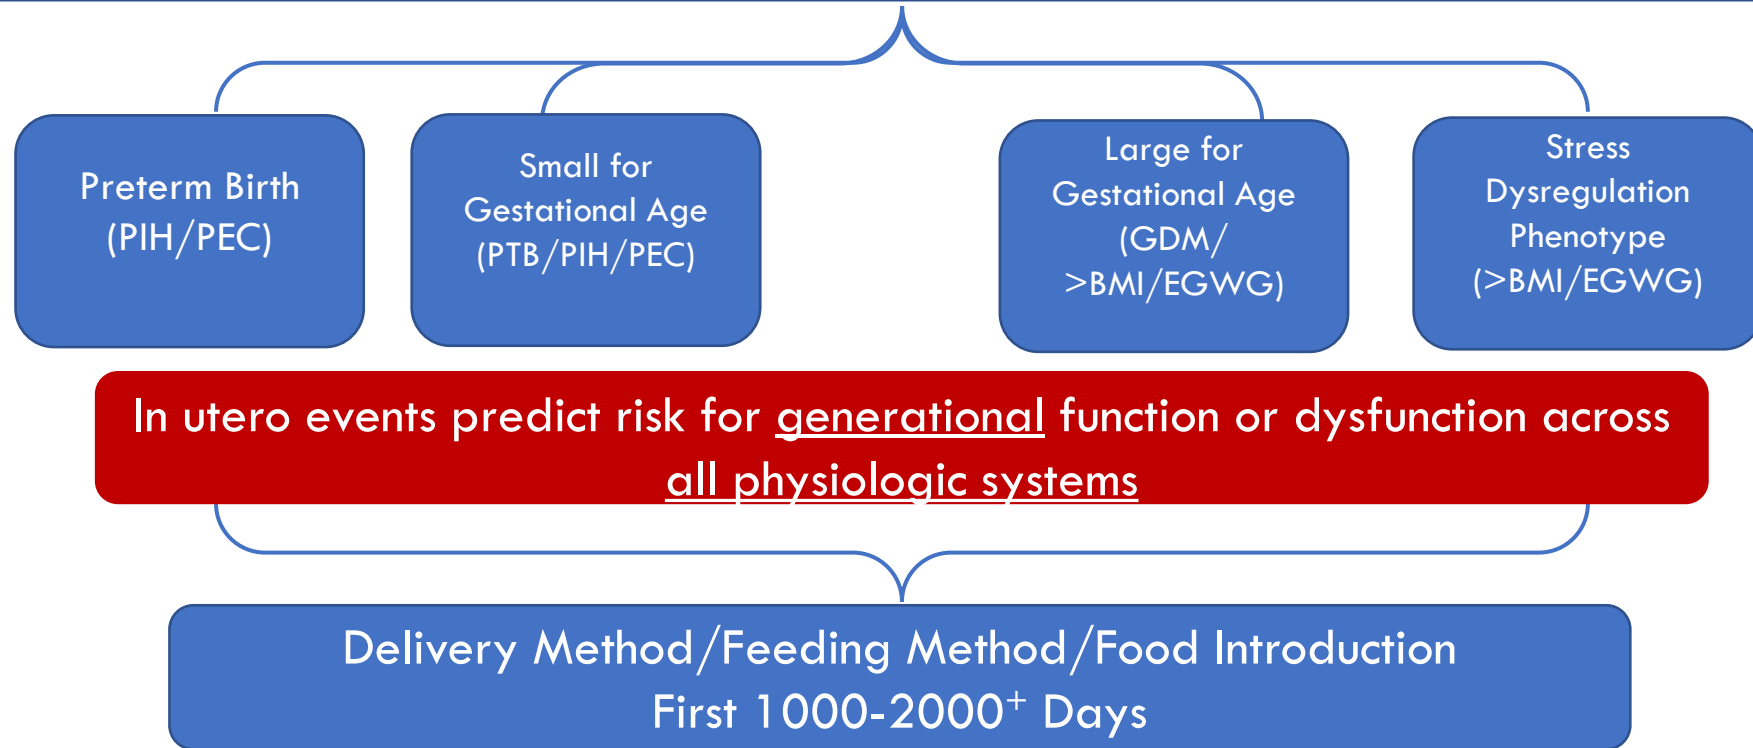 Preterm Birth
(PIH/PEC)
Small for
Gestational Age
(PTB/PIH/PEC)
Large for
Gestational Age
(GDM/
>BMI/EGWG)
Stress
Dysregulation
Phenotype
(>BMI/EGWG)
In utero events predict risk for generational function or dysfunction across
all physiologic systems
Delivery Method/Feeding Method/Food Introduction
First 1000-2000⁺ Days